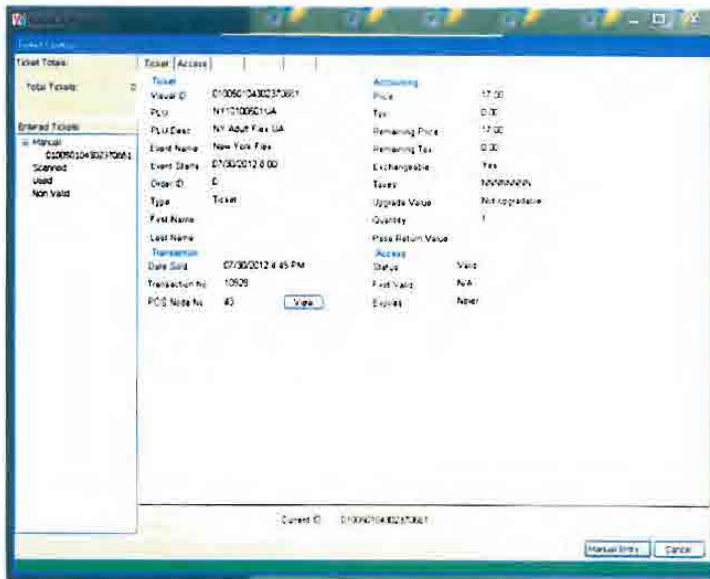 Ticket Lookup
Ticket Totals:
Total Tickets: 0
Entered Tickets
Manual
Scanned
Used
Non Valid
Ticket Access
Ticket
Visual ID
PLU NY10100601UA
PLU Desc NY Adult Flex UA
Event Name New York Flex
Event Starts 07/30/2012 8:00
Order ID 0
Type Ticket
First Name
Last Name
Transaction
Date Sold 07/30/2012 4:45 PM
Transaction No 10928
POS Node No 43 View
Accounting
Price 17.00
Tax 0.00
Remaining Price 17.00
Remaining Tax 0.00
Exchangeable Yes
Taxes NNNNNNNN
Upgrade Value Not upgradable
Quantity 1
Pass Return Value
Access
Status Valid
First Valid N/A
Expires Never
Current ID
Manual Entry Cancel